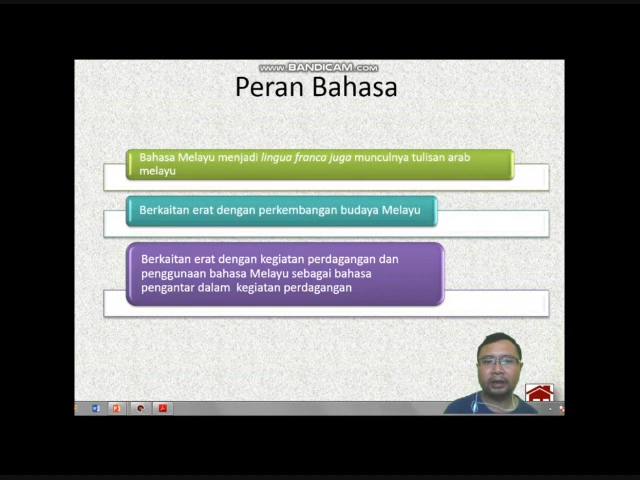 www.BANDICAM.com
Peran Bahasa
Bahasa Melayu menjadi lingua franca juga munculnya tulisan arab
melayu
Berkaitan erat dengan perkembangan budaya Melayu
Berkaitan erat dengan kegiatan perdagangan dan
penggunaan bahasa Melayu sebagai bahasa
pengantar dalam kegiatan perdagangan